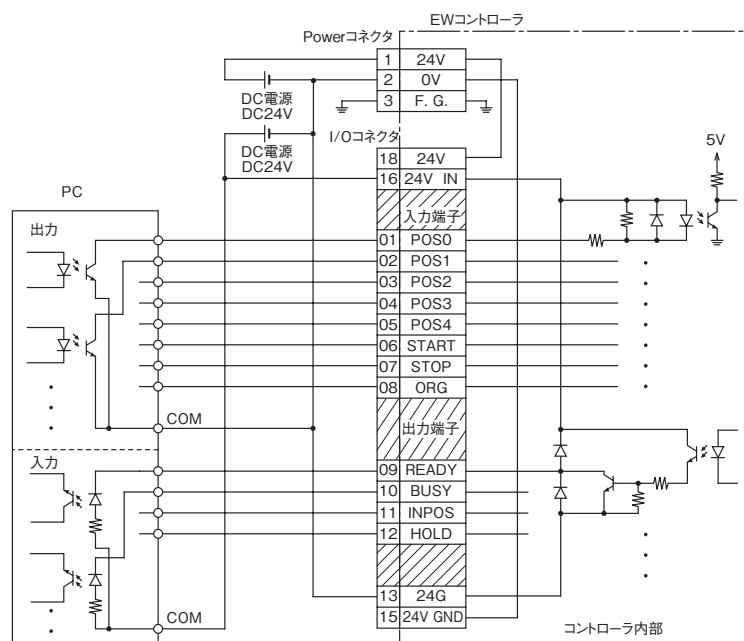 EWコントローラ
Powerコネクタ
1 24V
2 0V
3 F. G.
DC電源
DC24V
DC電源
DC24V
I/Oコネクタ
18 24V
16 24V IN
5V
PC
入力端子
出力
01 POS0
02 POS1
03 POS2
04 POS3
05 POS4
06 START
07 STOP
08 ORG
COM
出力端子
入力
09 READY
10 BUSY
11 INPOS
12 HOLD
13 24G
15 24V GND
COM
コントローラ内部